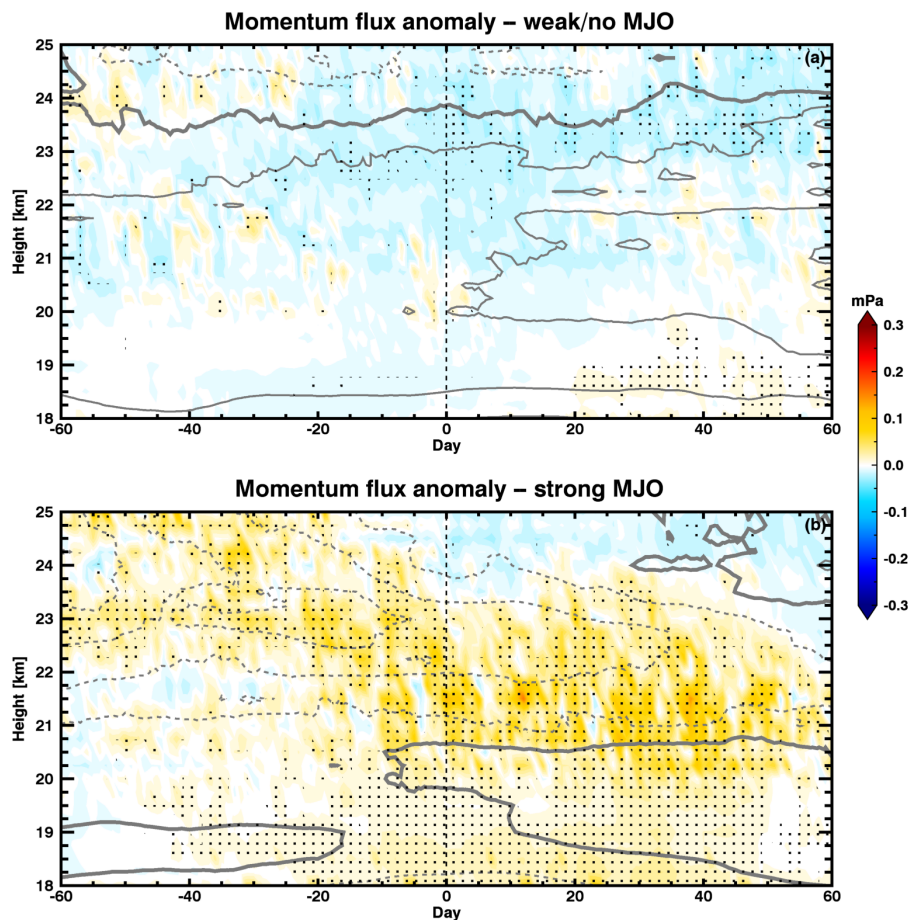 Momentum flux anomaly – weak/no MJO
(a)
25
24
23
22
21
20
19
18
Height [km]
-60 -40 -20 0 20 40 60
Day
mPa
0.3
0.2
0.1
0.0
-0.1
-0.2
-0.3
Momentum flux anomaly – strong MJO
(b)
25
24
23
22
21
20
19
18
Height [km]
-60 -40 -20 0 20 40 60
Day